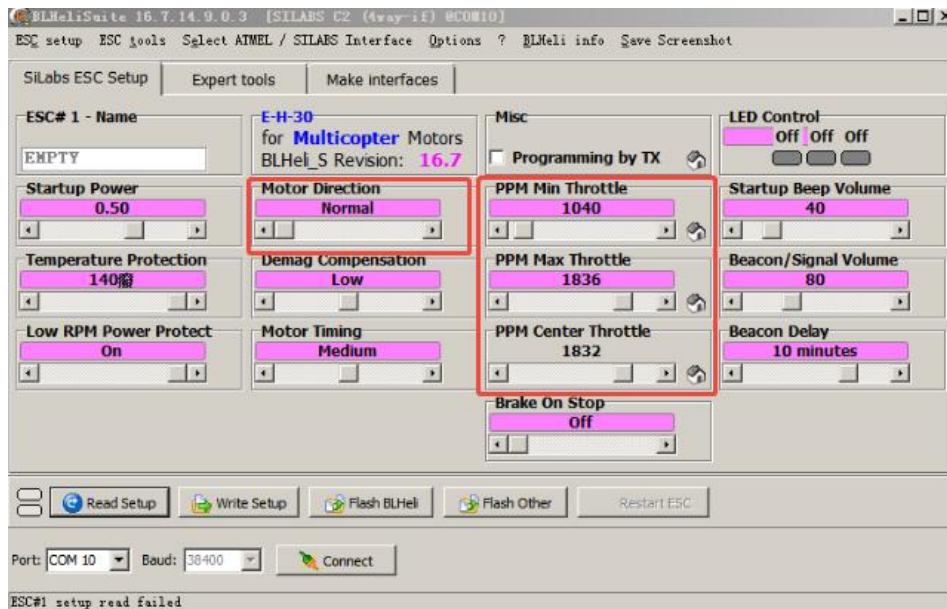 BLHeliSuite 16.7.14.9.0.3 [SILABS C2 (4way-if) @COM10]
ESC setup ESC tools Select ATMEL / SILABS Interface Options ? BLHeli info Save Screenshot
SiLabs ESC Setup Expert tools Make interfaces
ESC# 1 - Name
EMPTY
E-H-30
for Multicopter Motors
BLHeli_S Revision: 16.7
Misc
Programming by TX
LED Control
Off Off Off
Startup Power
0.50
Motor Direction
Normal
PPM Min Throttle
1040
Startup Beep Volume
40
Temperature Protection
140
Demag Compensation
Low
PPM Max Throttle
1836
Beacon/Signal Volume
80
Low RPM Power Protect
On
Motor Timing
Medium
PPM Center Throttle
1832
Beacon Delay
10 minutes
Brake On Stop
Off
Read Setup Write Setup Flash BLHeli Flash Other Restart ESC
Port: COM 10 Baud: 38400 Connect
ESC#1 setup read failed